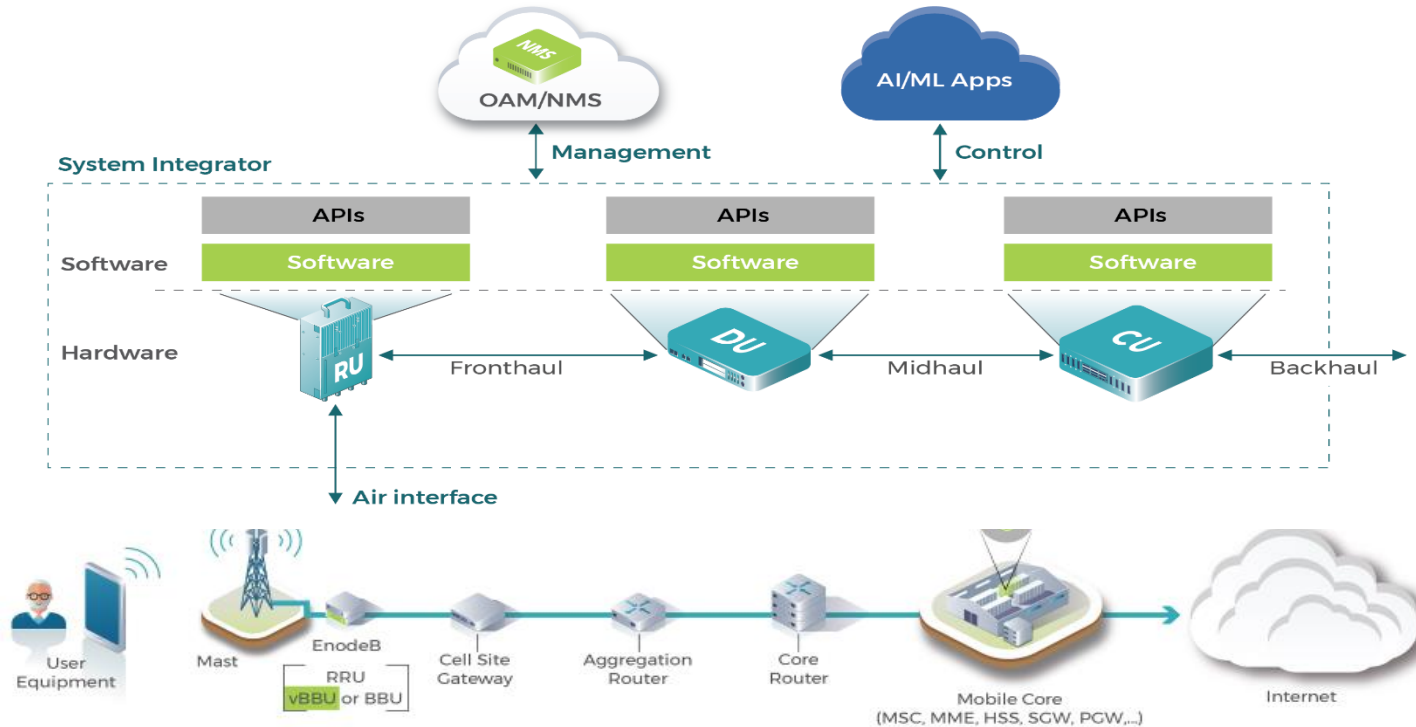 NMS
OAM/NMS
AI/ML Apps
Management
Control
System Integrator
APIs
APIs
APIs
Software
Software
Software
Software
Hardware
RU
Fronthaul
DU
Midhaul
CU
Backhaul
Air interface
User
Equipment
Mast
EnodeB
RRU
vBBU or BBU
Cell Site
Gateway
Aggregation
Router
Core
Router
Mobile Core
(MSC, MME, HSS, SGW, PGW,...)
Internet